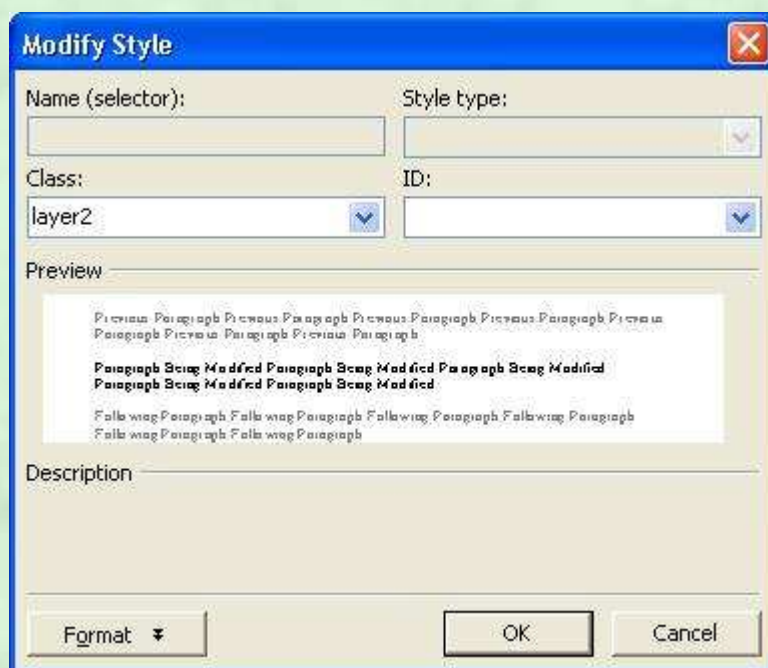 Modify Style
Name (selector):
Style type:
Class:
ID:
layer2
Preview
Previous Paragraph Previous Paragraph Previous Paragraph Previous Paragraph Previous
Paragraph Previous Paragraph Previous Paragraph
Paragraph Being Modified Paragraph Being Modified Paragraph Being Modified
Paragraph Being Modified Paragraph Being Modified
Following Paragraph Following Paragraph Following Paragraph Following Paragraph
Following Paragraph Following Paragraph
Description
Format
OK
Cancel